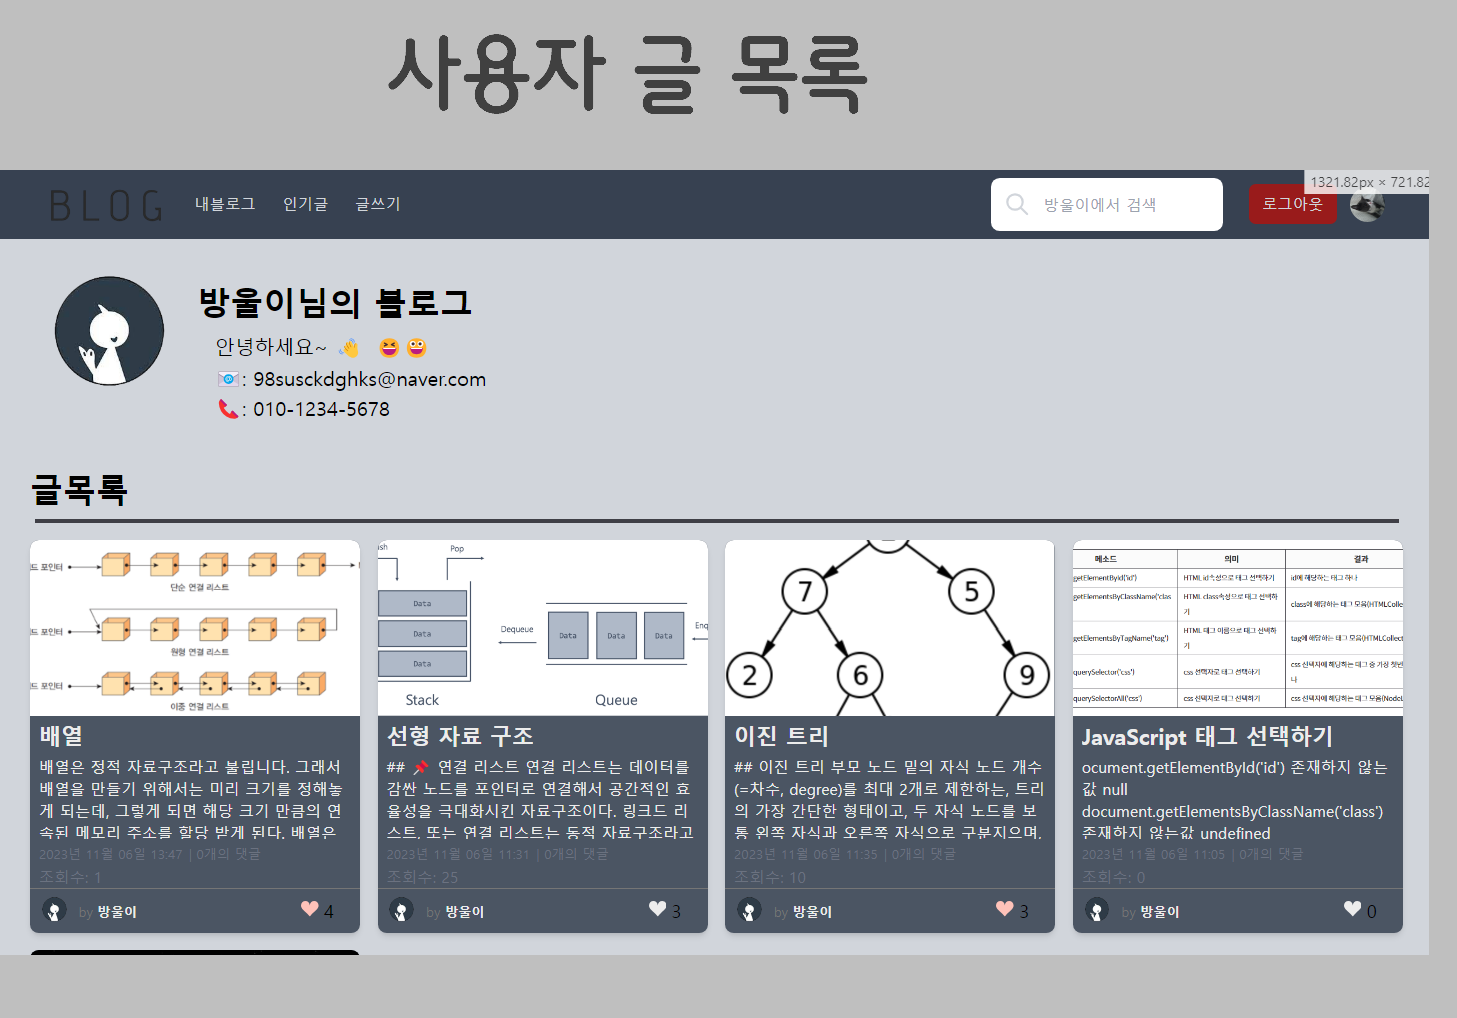 사용자 글 목록
BLOG 내블로그 인기글 글쓰기 방울이에서 검색 로그아웃
1321.82px × 721.82
방울이님의 블로그
안녕하세요~ 👋 😆 😀
📧: 98susckdghks@naver.com
📞: 010-1234-5678
글목록
드 포인터
단순 연결 리스트
드 포인터
원형 연결 리스트
드 포인터
이중 연결 리스트
배열
배열은 정적 자료구조라고 불립니다. 그래서
배열을 만들기 위해서는 미리 크기를 정해놓
게 되는데, 그렇게 되면 해당 크기 만큼의 연
속된 메모리 주소를 할당 받게 된다. 배열은
2023년 11월 06일 13:47 | 0개의 댓글
조회수: 1
by 방울이 4
ush Pop
Data
Data
Data
Dequeue
Data Data Data
Enq
Stack Queue
선형 자료 구조
## 📌 연결 리스트 연결 리스트는 데이터를
감싼 노드를 포인터로 연결해서 공간적인 효
율성을 극대화시킨 자료구조이다. 링크드 리
스트, 또는 연결 리스트는 동적 자료구조라고
2023년 11월 06일 11:31 | 0개의 댓글
조회수: 25
by 방울이 3
7 5
2 6 9
이진 트리
## 이진 트리 부모 노드 밑의 자식 노드 개수
(=차수, degree)를 최대 2개로 제한하는, 트리
의 가장 간단한 형태이고, 두 자식 노드를 보
통 왼쪽 자식과 오른쪽 자식으로 구분지으며,
2023년 11월 06일 11:35 | 0개의 댓글
조회수: 10
by 방울이 3
메소드 의미 결과
getElementById('id') HTML id속성으로 태그 선택하기 id에 해당하는 태그 하나
getElementsByClassName('clas HTML class속성으로 태그 선택하기 class에 해당하는 태그 모음(HTMLColle
getElementsByTagName('tag') HTML 태그 이름으로 태그 선택하기 tag에 해당하는 태그 모음(HTMLCollect
querySelector('css') css 선택자로 태그 선택하기 css 선택자에 해당하는 태그 중 가장 첫번
나
querySelectorAll('css') css 선택자로 태그 선택하기 css 선택자에 해당하는 태그 모음(NodeL
JavaScript 태그 선택하기
ocument.getElementById('id') 존재하지 않는
값 null
document.getElementsByClassName('class')
존재하지 않는값 undefined
2023년 11월 06일 11:05 | 0개의 댓글
조회수: 0
by 방울이 0